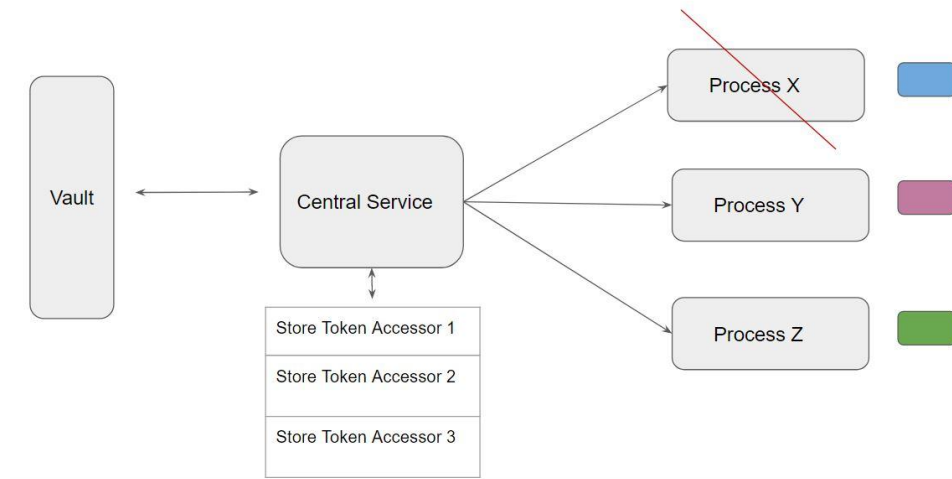 Process X
Vault
Central Service
Process Y
Store Token Accessor 1
Process Z
Store Token Accessor 2
Store Token Accessor 3